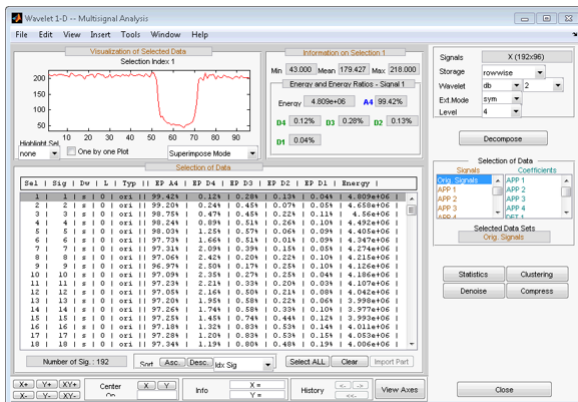 Wavelet 1-D -- Multisignal Analysis
File Edit View Insert Tools Window Help
Visualization of Selected Data
Selection Index 1
200
150
100
50
10 20 30 40 50 60 70 80 90
Highlight Sel
none
One by one Plot
Superimpose Mode
Information on Selection 1
Min 43.000 Mean 179.427 Max 218.000
Energy and Energy Ratios - Signal 1
Energy 4.809e+06 A4 99.42%
D4 0.12% D3 0.28% D2 0.13%
D1 0.04%
Selection of Data
Sel | Sig | Dw | L | Typ || EP A4 | EP D4 | EP D3 | EP D2 | EP D1 | Energy |
1 | 1 | s | 0 | ori || 99.42% | 0.12% | 0.28% | 0.13% | 0.04% | 4.809e+06 |
2 | 2 | s | 0 | ori || 99.20% | 0.24% | 0.47% | 0.07% | 0.05% | 4.658e+06 |
3 | 3 | s | 0 | ori || 98.75% | 0.47% | 0.45% | 0.22% | 0.11% | 4.56e+06 |
4 | 4 | s | 0 | ori || 98.24% | 0.89% | 0.51% | 0.26% | 0.10% | 4.492e+06 |
5 | 5 | s | 0 | ori || 98.03% | 1.25% | 0.57% | 0.06% | 0.09% | 4.405e+06 |
6 | 6 | s | 0 | ori || 97.73% | 1.66% | 0.51% | 0.01% | 0.09% | 4.347e+06 |
7 | 7 | s | 0 | ori || 97.31% | 2.09% | 0.39% | 0.15% | 0.05% | 4.274e+06 |
8 | 8 | s | 0 | ori || 97.06% | 2.42% | 0.20% | 0.22% | 0.10% | 4.215e+06 |
9 | 9 | s | 0 | ori || 96.97% | 2.50% | 0.17% | 0.25% | 0.10% | 4.126e+06 |
10 | 10 | s | 0 | ori || 97.09% | 2.35% | 0.27% | 0.25% | 0.04% | 4.186e+06 |
11 | 11 | s | 0 | ori || 97.23% | 2.21% | 0.33% | 0.20% | 0.03% | 4.107e+06 |
12 | 12 | s | 0 | ori || 97.05% | 2.16% | 0.50% | 0.21% | 0.08% | 4.042e+06 |
13 | 13 | s | 0 | ori || 97.20% | 1.95% | 0.58% | 0.22% | 0.06% | 3.998e+06 |
14 | 14 | s | 0 | ori || 97.36% | 1.74% | 0.58% | 0.33% | 0.10% | 3.977e+06 |
15 | 15 | s | 0 | ori || 97.25% | 1.45% | 0.74% | 0.44% | 0.12% | 3.993e+06 |
16 | 16 | s | 0 | ori || 97.18% | 1.32% | 0.83% | 0.53% | 0.14% | 4.011e+06 |
17 | 17 | s | 0 | ori || 97.28% | 1.20% | 0.83% | 0.53% | 0.15% | 4.053e+06 |
18 | 18 | s | 0 | ori || 97.34% | 1.19% | 0.80% | 0.48% | 0.19% | 4.006e+06 |
Number of Sig. : 192
Sort Asc. Desc. Idx Sig
Select ALL Clear Import Part
X+ Y+ XY+
X- Y- XY-
Center
On
X Y
Info
X =
Y =
History
<- ->
<<-
View Axes
Signals X (192x96)
Storage rowwise
Wavelet db 2
Ext.Mode sym
Level 4
Decompose
Selection of Data
Signals Coefficients
Orig. Signals
APP 1
APP 2
APP 3
APP 1
APP 2
APP 3
APP 4
Selected Data Sets
Orig. Signals
Statistics Clustering
Denoise Compress
Close